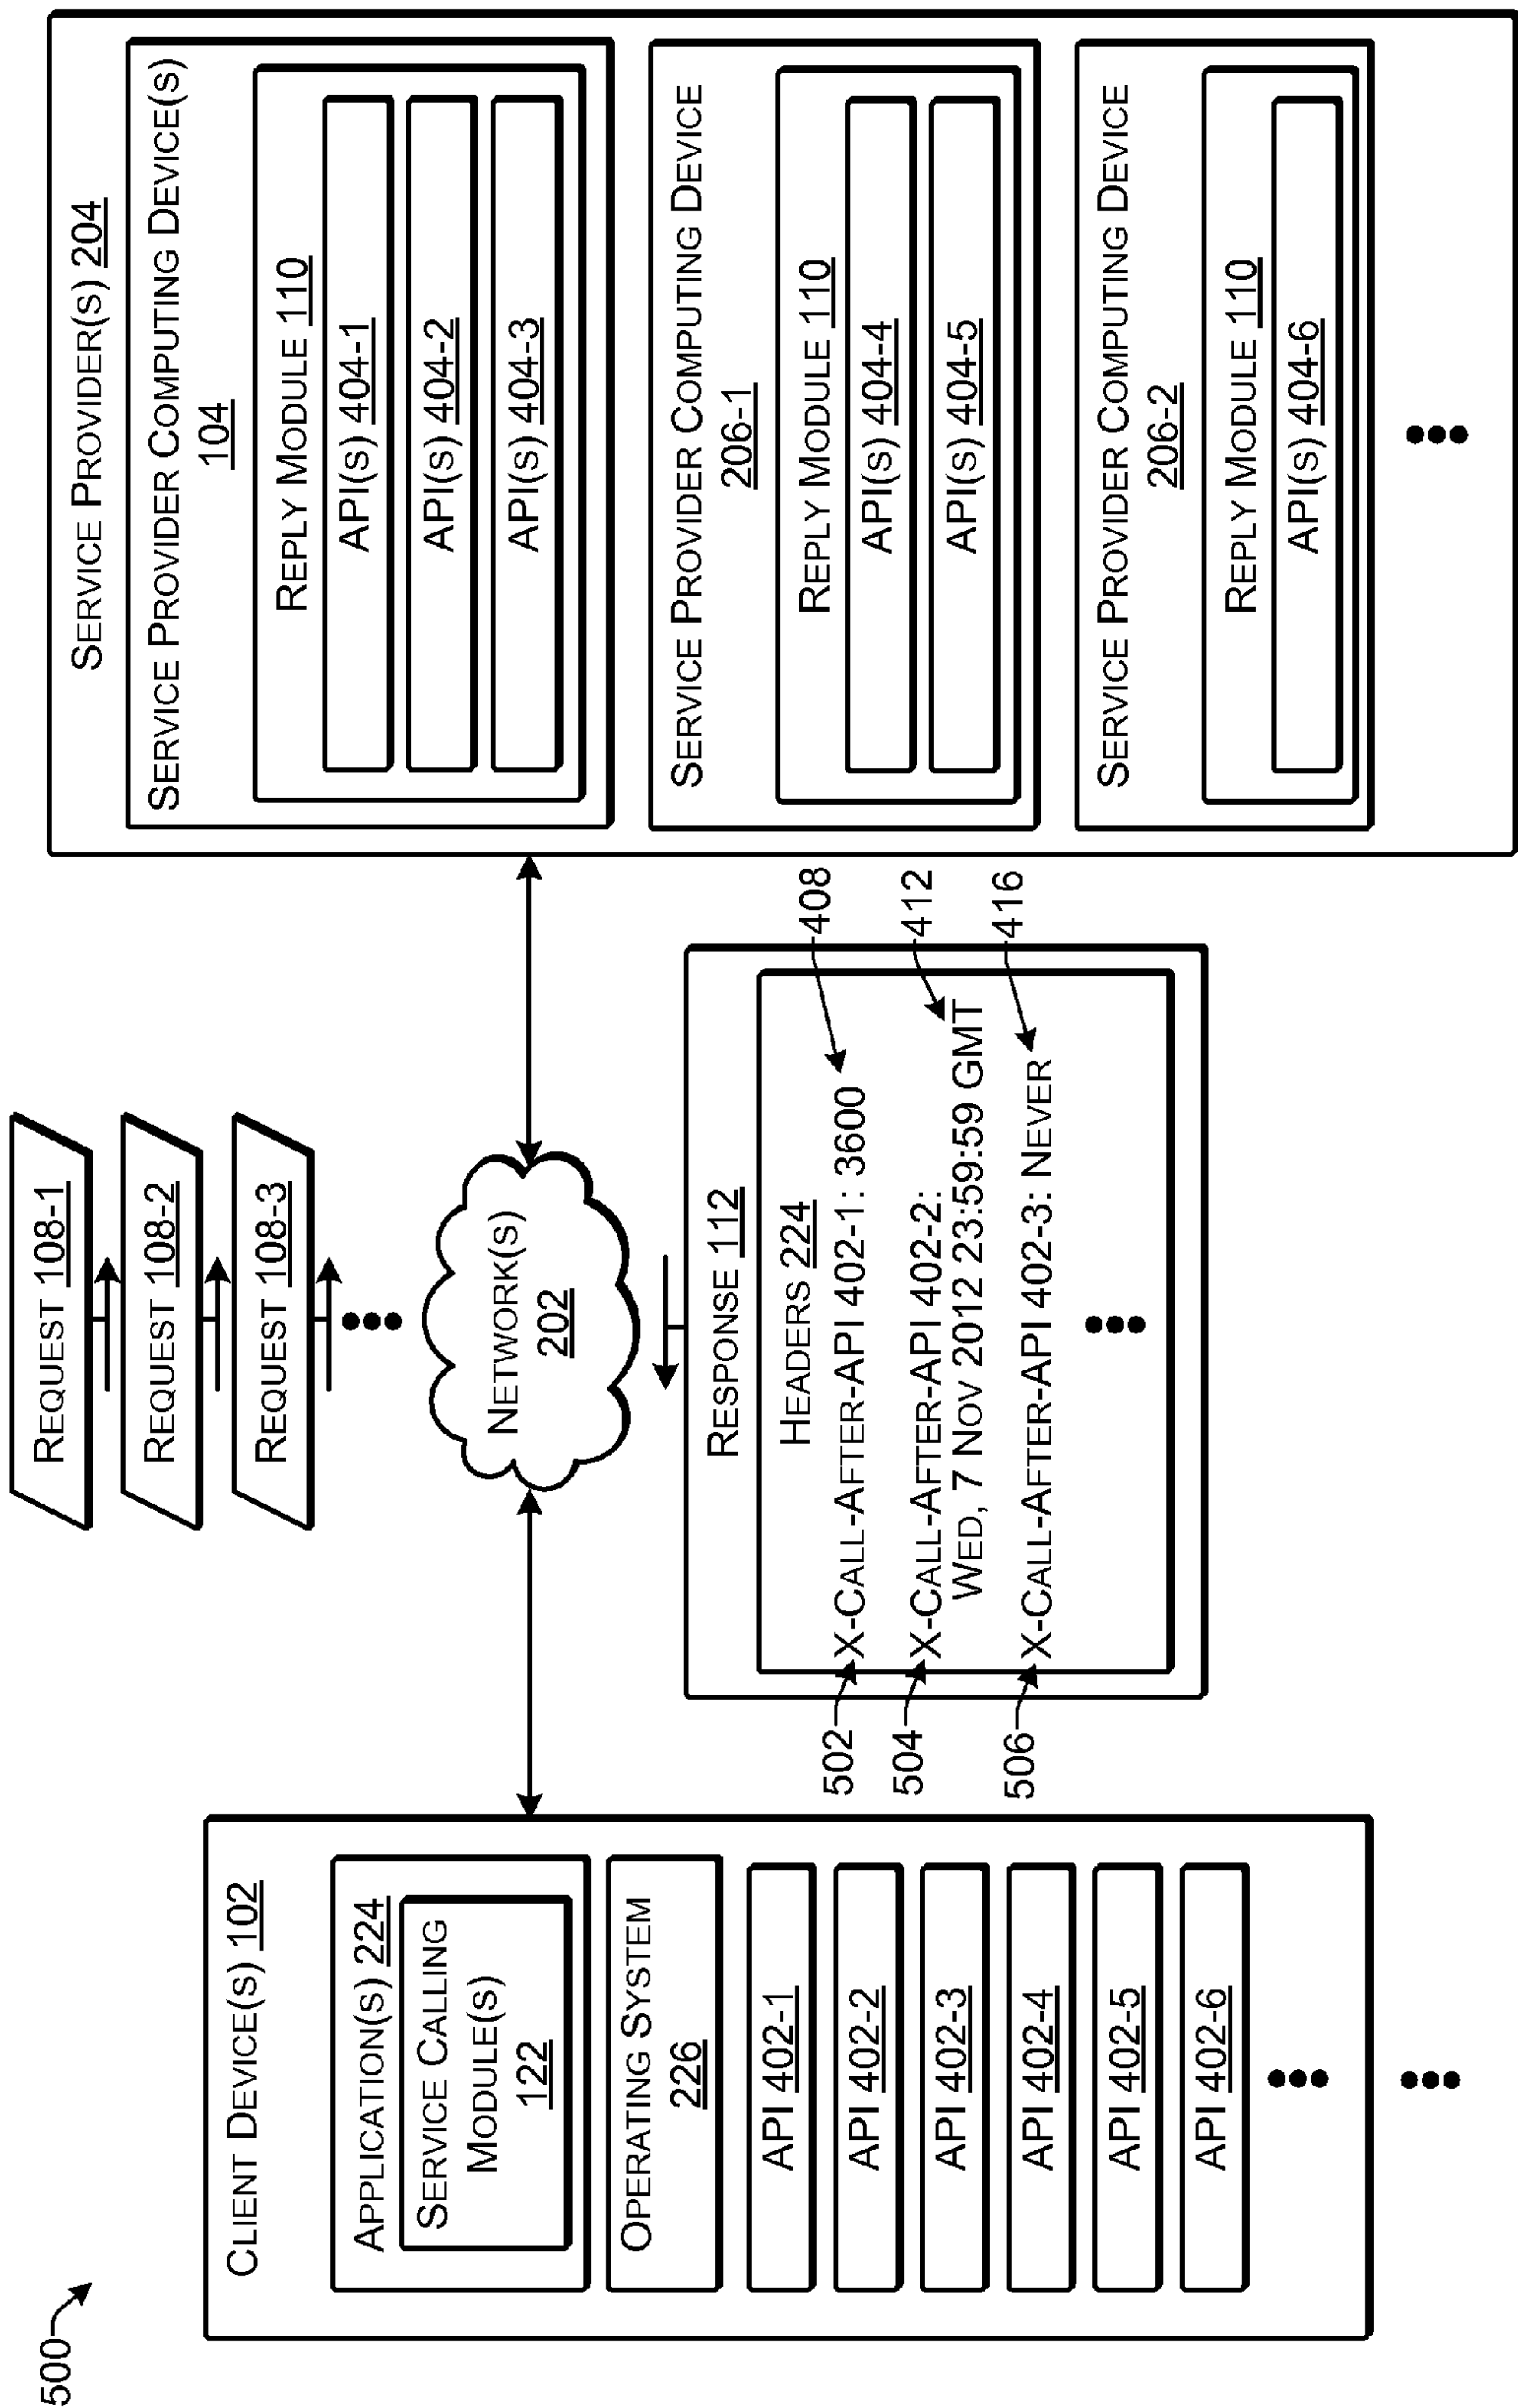 500
CLIENT DEVICE(S) 102
APPLICATION(S) 224
SERVICE CALLING
MODULE(S)
122
OPERATING SYSTEM
226
API 402-1
API 402-2
API 402-3
API 402-4
API 402-5
API 402-6
REQUEST 108-1
REQUEST 108-2
REQUEST 108-3
NETWORK(S)
202
RESPONSE 112
HEADERS 224
X-CALL-AFTER-API 402-1: 3600
X-CALL-AFTER-API 402-2:
WED, 7 NOV 2012 23:59:59 GMT
X-CALL-AFTER-API 402-3: NEVER
502
504
506
408
412
416
SERVICE PROVIDER(S) 204
SERVICE PROVIDER COMPUTING DEVICE(S)
104
REPLY MODULE 110
API(S) 404-1
API(S) 404-2
API(S) 404-3
SERVICE PROVIDER COMPUTING DEVICE
206-1
REPLY MODULE 110
API(S) 404-4
API(S) 404-5
SERVICE PROVIDER COMPUTING DEVICE
206-2
REPLY MODULE 110
API(S) 404-6